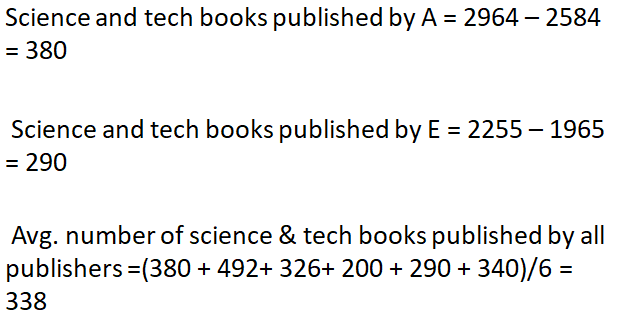 Science and tech books published by A = 2964 – 2584
= 380
Science and tech books published by E = 2255 – 1965
= 290
Avg. number of science & tech books published by all
publishers =(380 + 492+ 326+ 200 + 290 + 340)/6 =
338